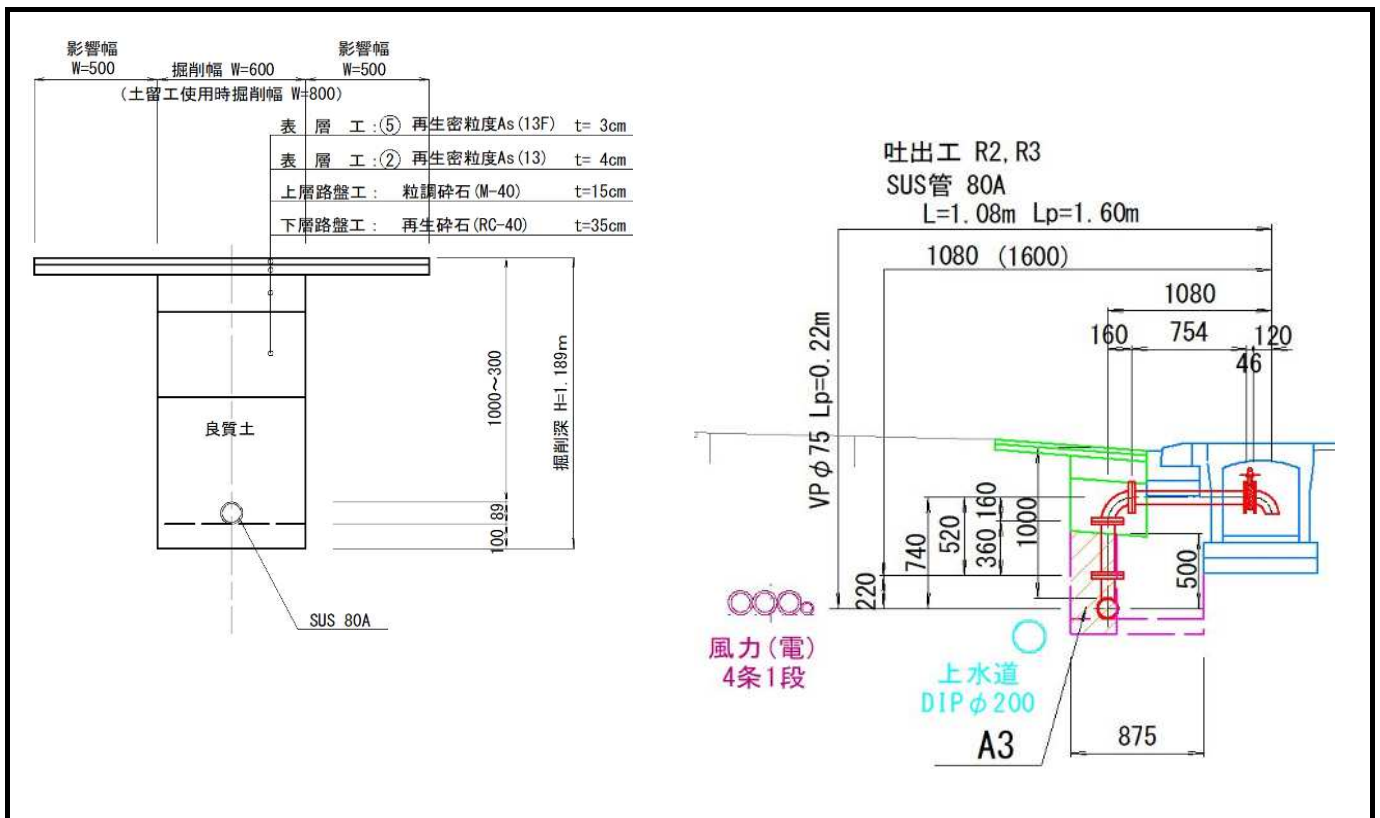 影響幅
W=500
掘削幅 W=600
影響幅
W=500
(土留工使用時掘削幅 W=800)
表 層 工:⑤ 再生密粒度As(13F) t= 3cm
表 層 工:② 再生密粒度As(13) t= 4cm
上層路盤工: 粒調砕石(M-40) t=15cm
下層路盤工: 再生砕石(RC-40) t=35cm
1000~300
掘削深 H=1.189m
良質土
89
100
SUS 80A
吐出工 R2,R3
SUS管 80A
L=1.08m Lp=1.60m
1080 (1600)
1080
160
754
120
46
VPφ75 Lp=0.22m
740
520
160
360
1000
220
500
風力(電)
4条1段
上水道
DIPφ200
A3
875